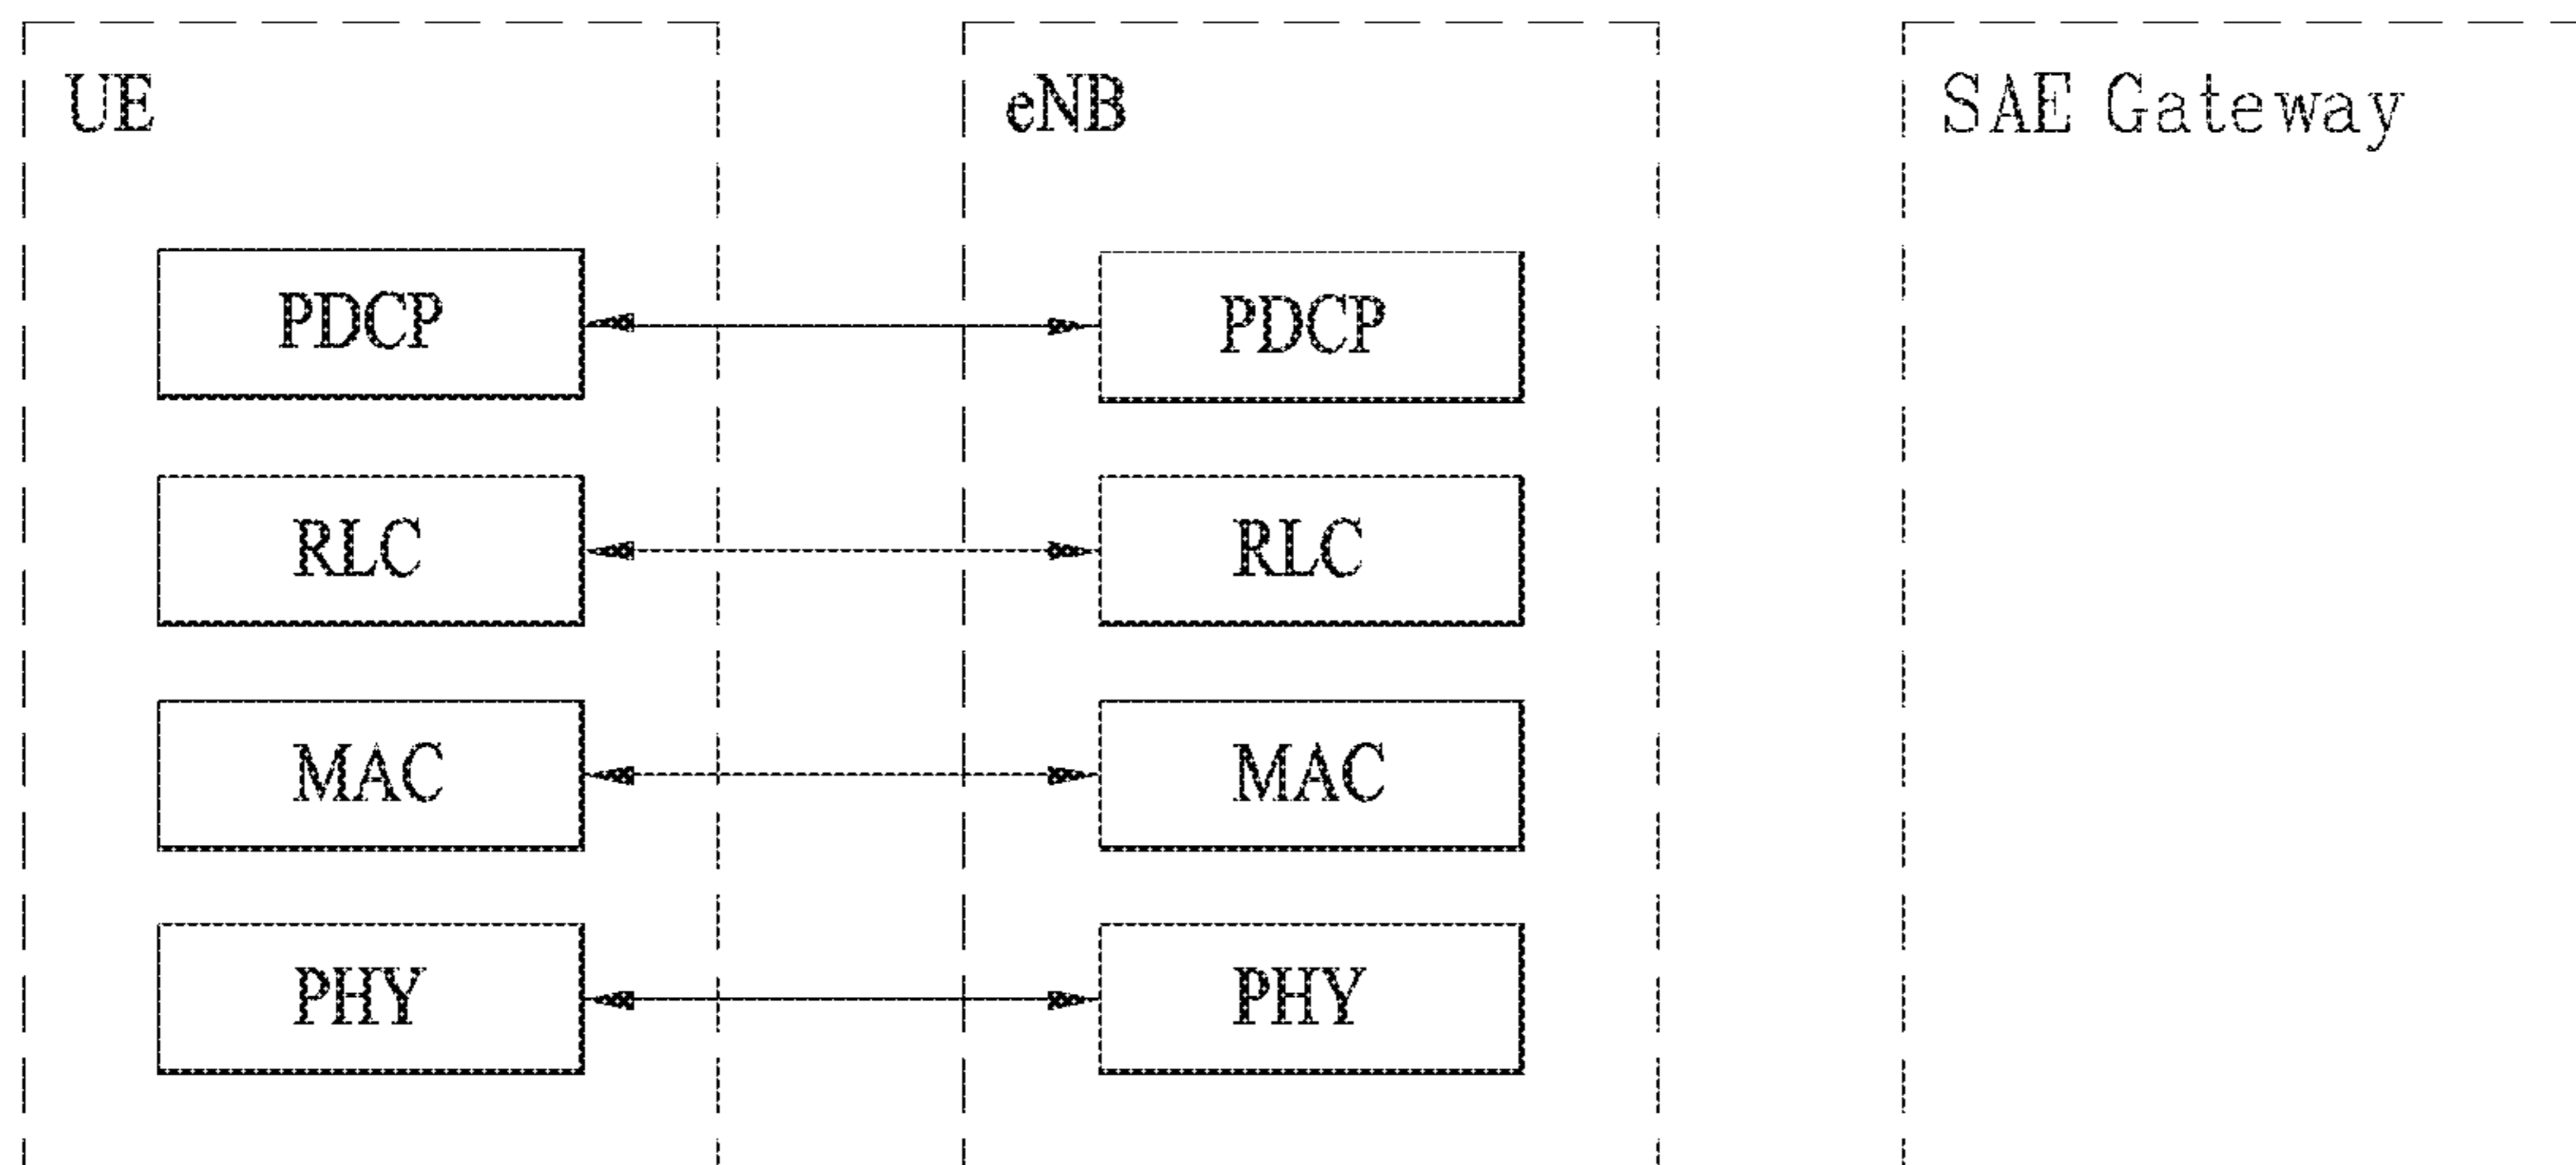 UE
eNB
SAE Gateway
PDCP
PDCP
RLC
RLC
MAC
MAC
PHY
PHY